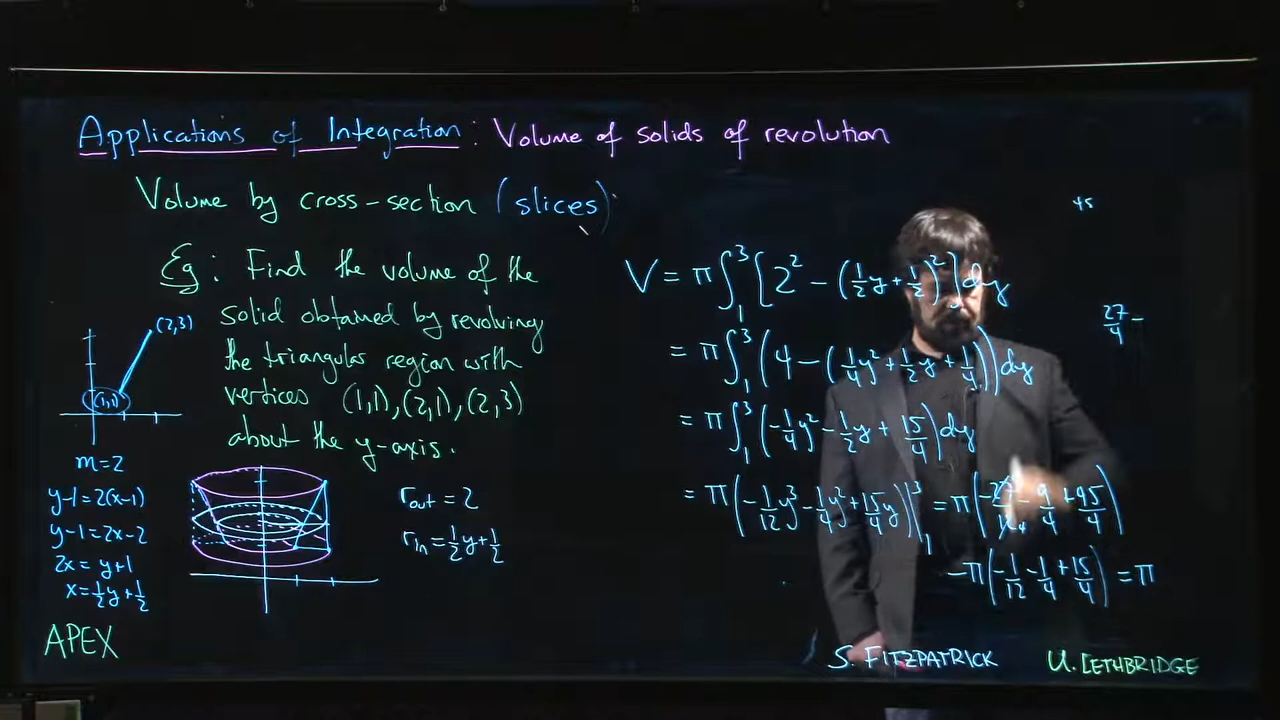 Applications of Integration: Volume of solids of revolution
Volume by cross-section (slices)
Eg: Find the volume of the
solid obtained by revolving
the triangular region with
vertices (1,1), (2,1), (2,3)
about the y-axis.
(2,3)
(1,1)
m=2
y-1=2(x-1)
y-1=2x-2
2x=y+1
x=½y+½
r_out = 2
r_in = ½y+½
APEX
V = π∫₁³[2² - (½y+½)²]dy
= π∫₁³(4 - (¼y²+½y+¼))dy
= π∫₁³(-¼y² - ½y + 15/4)dy
= π(-1/12 y³ - ¼y² + 15/4 y)|₁³ = π( - 9/4 + 45/4)
-π(-1/12 - 1/4 + 15/4) = π
45
27/4 -
S. FITZPATRICK
U. LETHBRIDGE